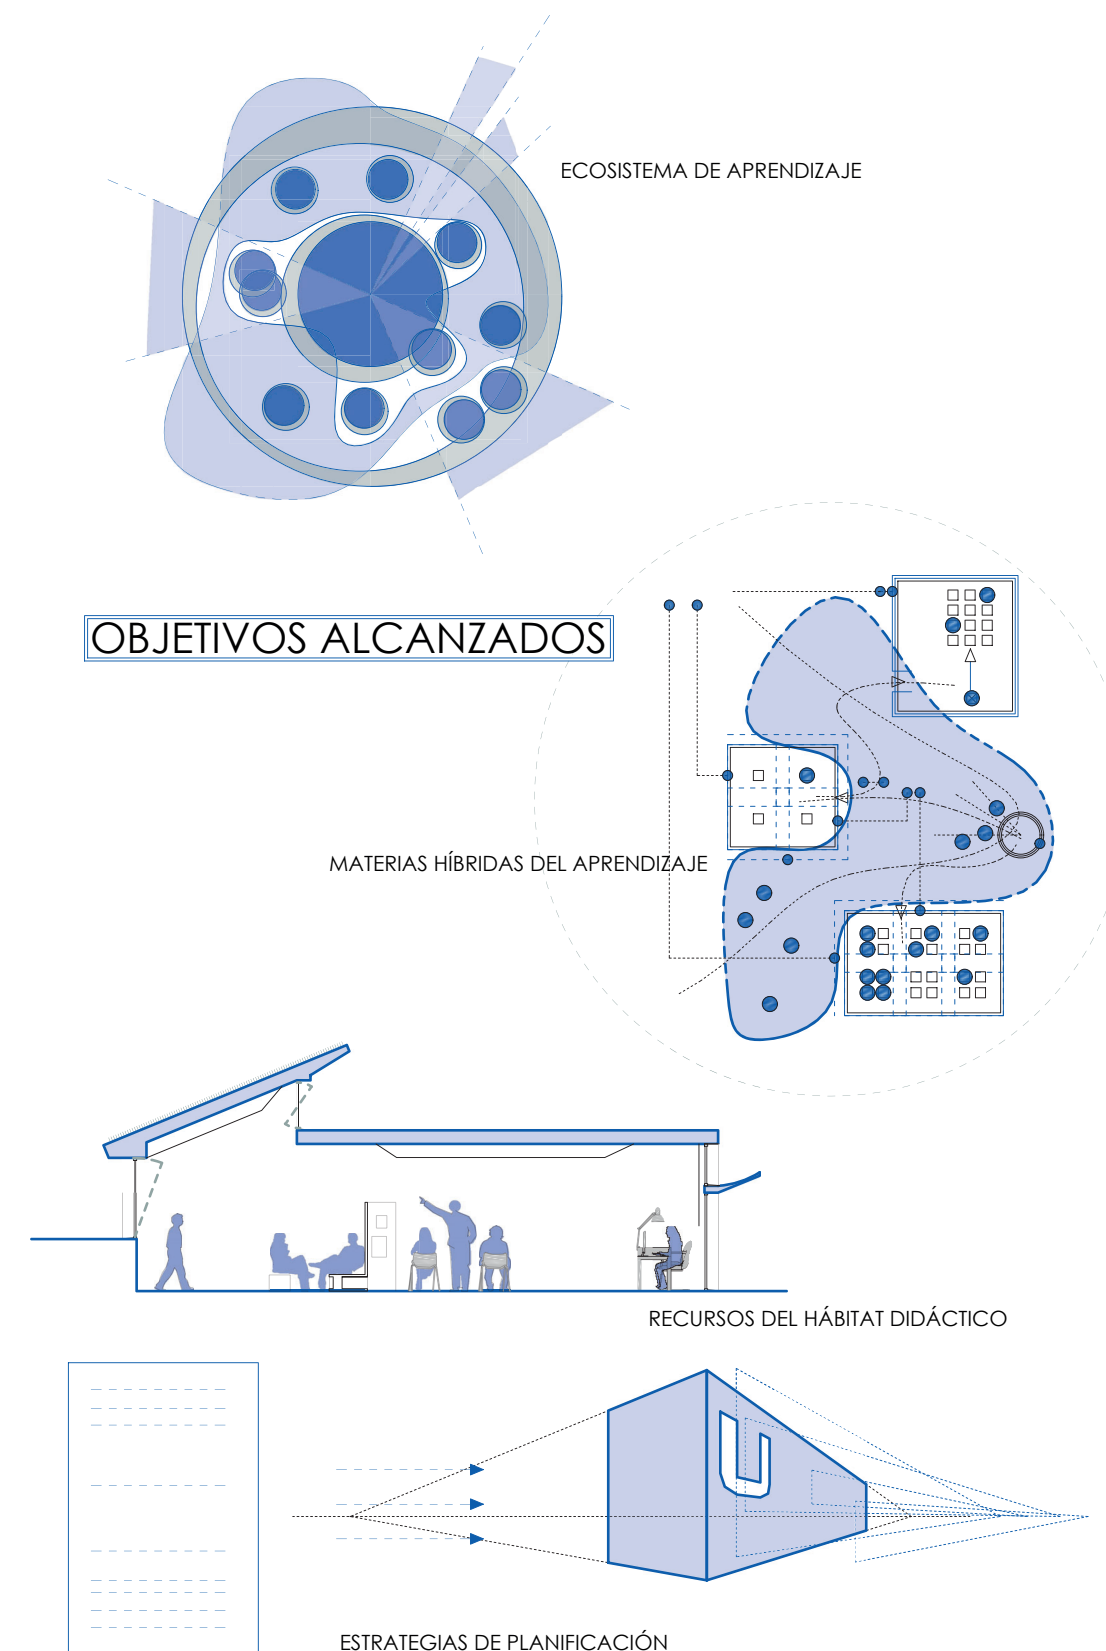 ECOSISTEMA DE APRENDIZAJE
OBJETIVOS ALCANZADOS
MATERIAS HÍBRIDAS DEL APRENDIZAJE
RECURSOS DEL HÁBITAT DIDÁCTICO
U
ESTRATEGIAS DE PLANIFICACIÓN